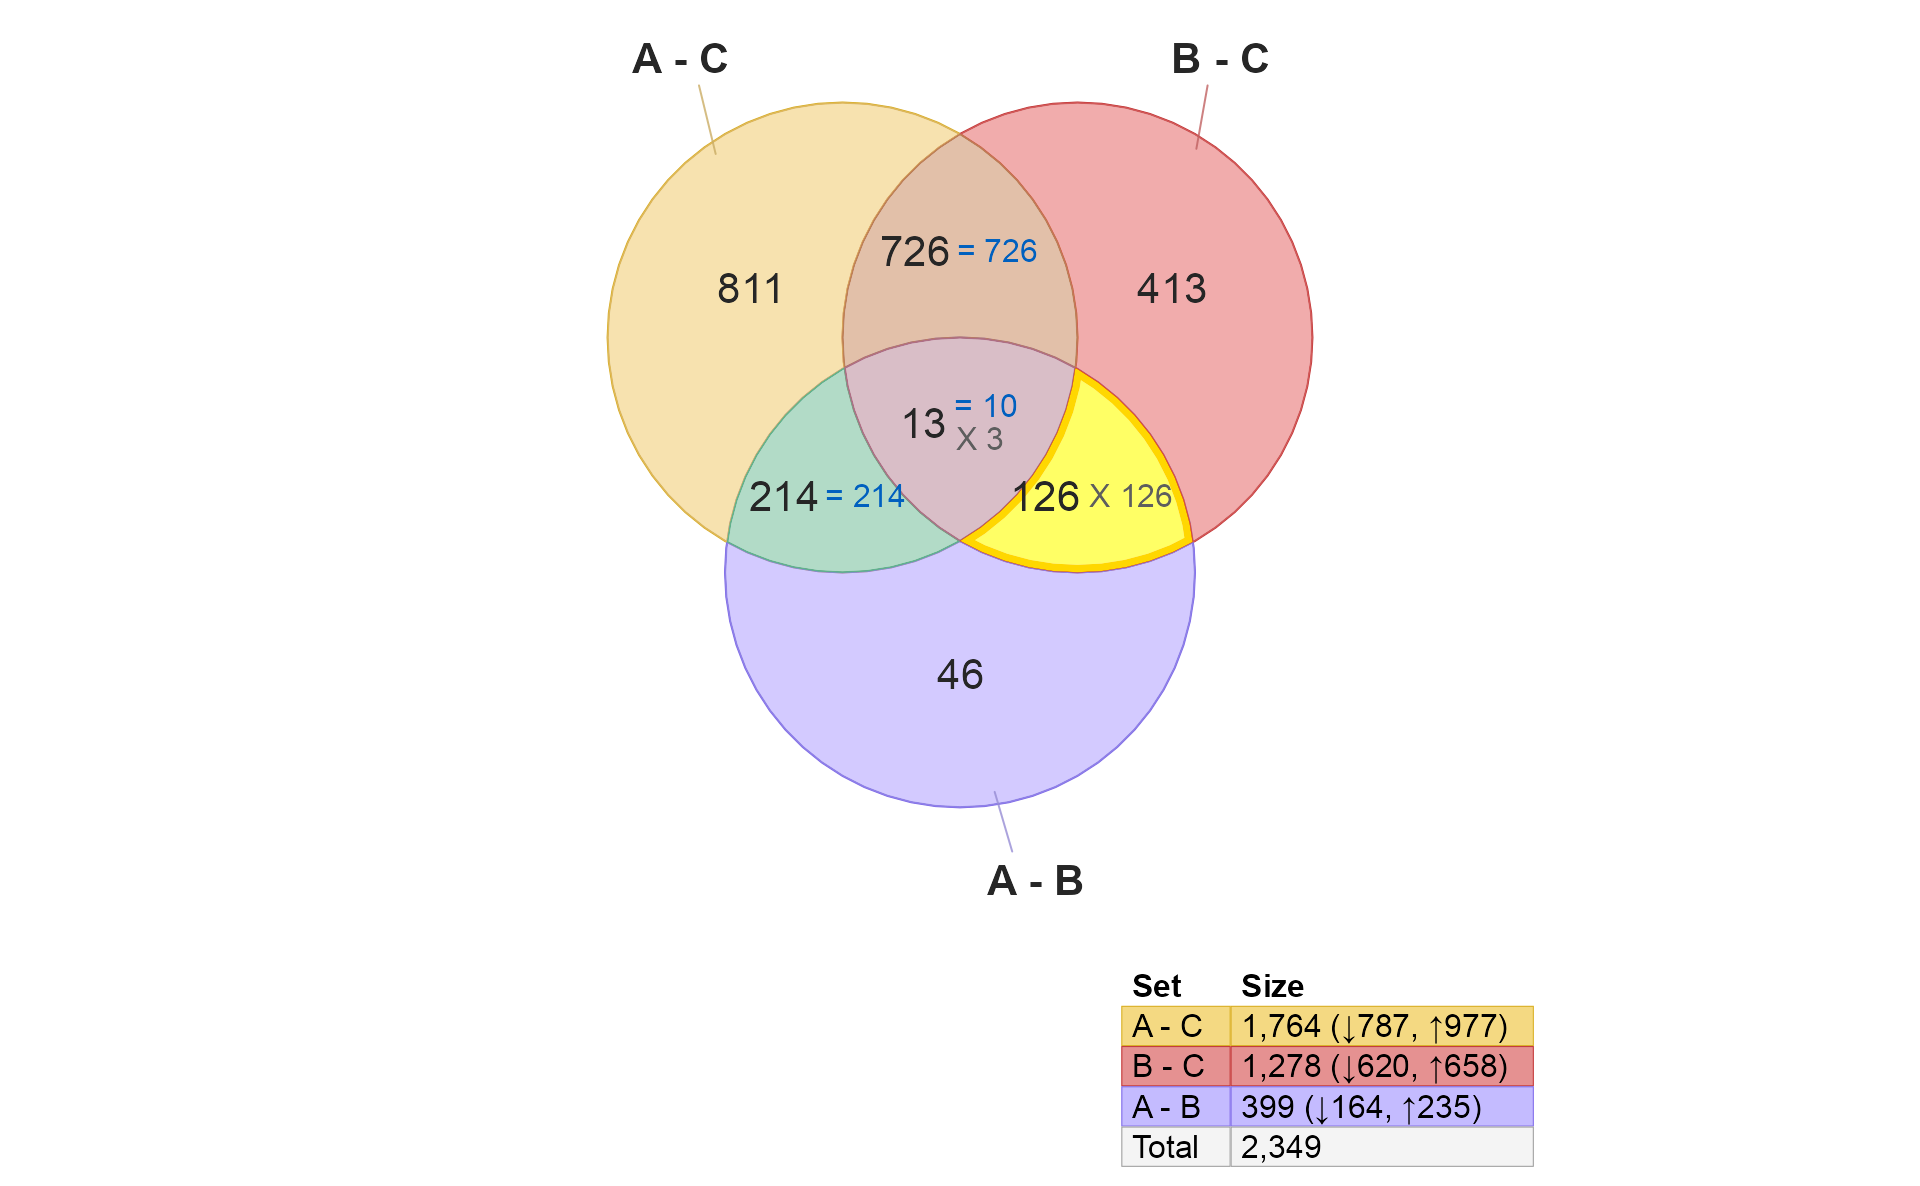 A - C
B - C
726 = 726
811
413
13 = 10
X 3
214 = 214
126 X 126
46
A - B
Set Size
A - C 1,764 (↓787, ↑977)
B - C 1,278 (↓620, ↑658)
A - B 399 (↓164, ↑235)
Total 2,349